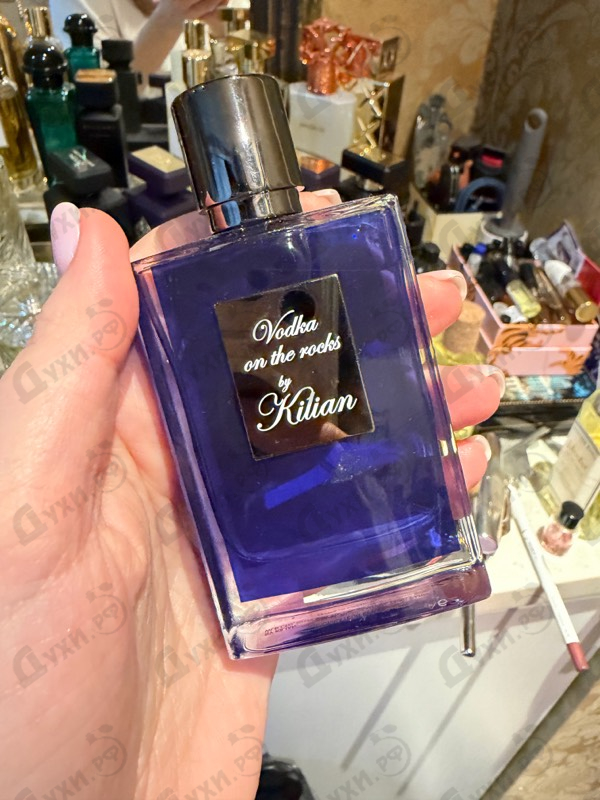 Vodka
on the rocks
by
Kilian
Духи.рф